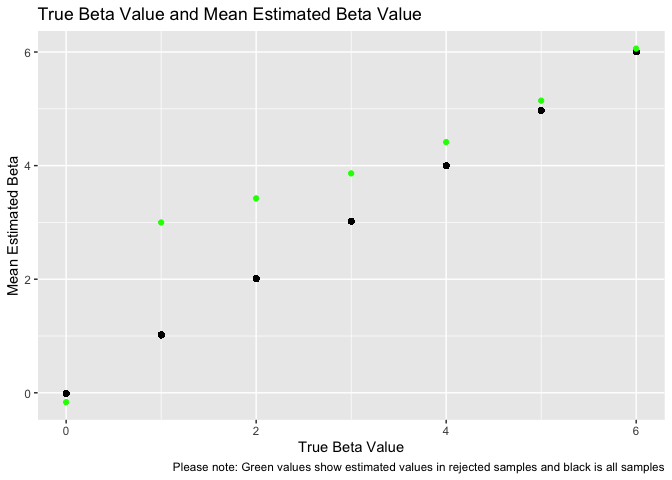 True Beta Value and Mean Estimated Beta Value
Mean Estimated Beta
6
4
2
0
0
2
4
6
True Beta Value
Please note: Green values show estimated values in rejected samples and black is all samples